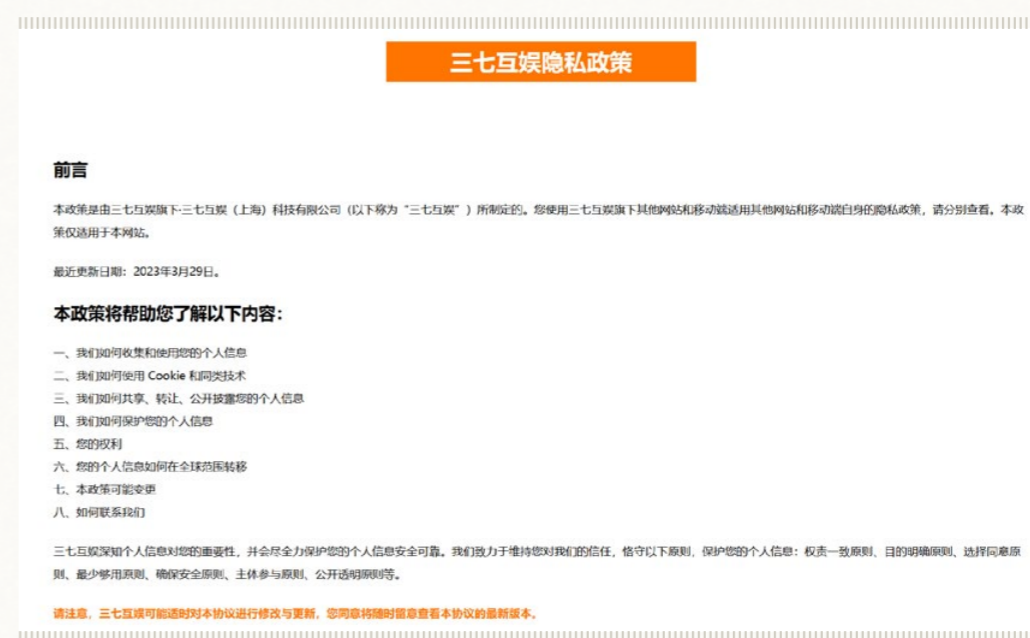 三七互娱隐私政策
前言
本政策是由三七互娱旗下-三七互娱（上海）科技有限公司（以下称为“三七互娱”）所制定的。您使用三七互娱旗下其他网站和移动端适用其他网站和移动端自身的隐私政策，请分别查看。本政
策仅适用于本网站。
最近更新日期：2023年3月29日。
本政策将帮助您了解以下内容：
一、我们如何收集和使用您的个人信息
二、我们如何使用 Cookie 和同类技术
三、我们如何共享、转让、公开披露您的个人信息
四、我们如何保护您的个人信息
五、您的权利
六、您的个人信息如何在全球范围转移
七、本政策可能变更
八、如何联系我们
三七互娱深知个人信息对您的重要性，并会尽全力保护您的个人信息安全可靠。我们致力于维持您对我们的信任，恪守以下原则，保护您的个人信息：权责一致原则、目的明确原则、选择同意原
则、最少够用原则、确保安全原则、主体参与原则、公开透明原则等。
请注意，三七互娱可能适时对本协议进行修改与更新，您同意将随时留意查看本协议的最新版本。